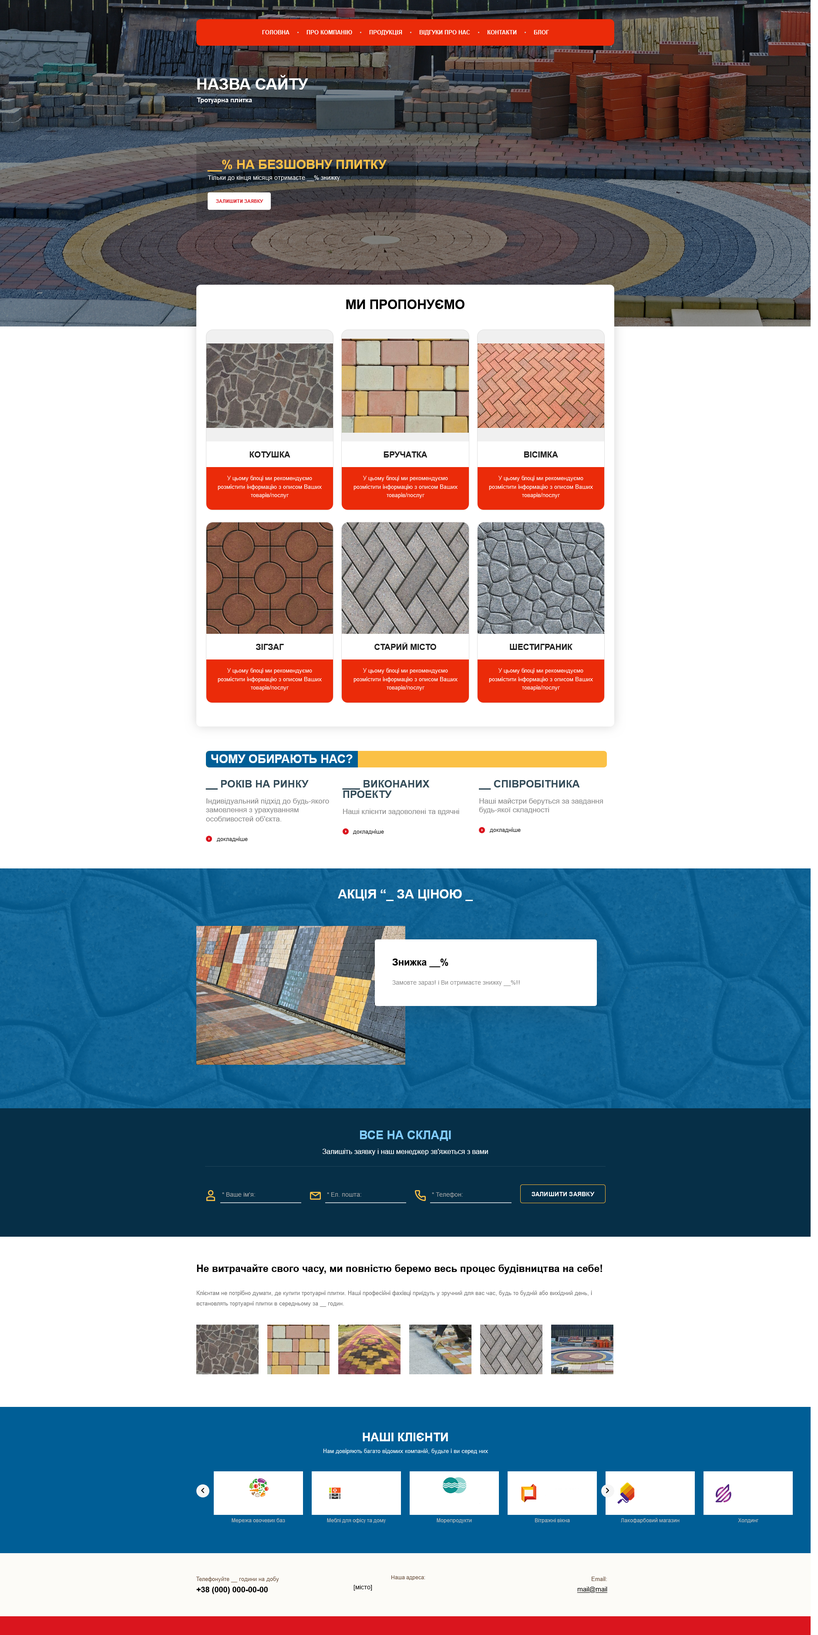 ГОЛОВНА • ПРО КОМПАНІЮ • ПРОДУКЦІЯ • ВІДГУКИ ПРО НАС • КОНТАКТИ • БЛОГ
НАЗВА САЙТУ
Тротуарна плитка
__% НА БЕЗШОВНУ ПЛИТКУ
Тільки до кінця місяця отримаєте __% знижку.
ЗАЛИШИТИ ЗАЯВКУ
МИ ПРОПОНУЄМО
КОТУШКА
У цьому блоці ми рекомендуємо
розмістити інформацію з описом Ваших
товарів/послуг
БРУЧАТКА
У цьому блоці ми рекомендуємо
розмістити інформацію з описом Ваших
товарів/послуг
ВІСІМКА
У цьому блоці ми рекомендуємо
розмістити інформацію з описом Ваших
товарів/послуг
ЗІГЗАГ
У цьому блоці ми рекомендуємо
розмістити інформацію з описом Ваших
товарів/послуг
СТАРИЙ МІСТО
У цьому блоці ми рекомендуємо
розмістити інформацію з описом Ваших
товарів/послуг
ШЕСТИГРАНИК
У цьому блоці ми рекомендуємо
розмістити інформацію з описом Ваших
товарів/послуг
ЧОМУ ОБИРАЮТЬ НАС?
__ РОКІВ НА РИНКУ
Індивідуальний підхід до будь-якого
замовлення з урахуванням
особливостей об'єкта.
докладніше
___ ВИКОНАНИХ
ПРОЕКТУ
Наші клієнти задоволені та вдячні
докладніше
__ СПІВРОБІТНИКА
Наші майстри беруться за завдання
будь-якої складності
докладніше
АКЦІЯ “_ ЗА ЦІНОЮ _
Знижка __%
Замовте зараз! і Ви отримаєте знижку __%!!
ВСЕ НА СКЛАДІ
Запишіть заявку і наш менеджер зв'яжеться з вами
* Ваше ім'я:
* Ел. пошта:
* Телефон:
ЗАЛИШИТИ ЗАЯВКУ
Не витрачайте свого часу, ми повністю беремо весь процес будівництва на себе!
Клієнтам не потрібно думати, де купити тротуарні плитки. Наші професійні фахівці приїдуть у зручний для вас час, будь то будній або вихідний день, і
встановлять тортуарні плитки в середньому за __ годин.
НАШІ КЛІЄНТИ
Нам довіряють багато відомих компаній, будьте і ви серед них
Мережа овочевих баз
Меблі для офісу та дому
Морепродукти
Вітражні вікна
Лакофарбовий магазин
Холдинг
Телефонуйте __ години на добу
+38 (000) 000-00-00
Наша адреса:
[місто]
Email:
mail@mail